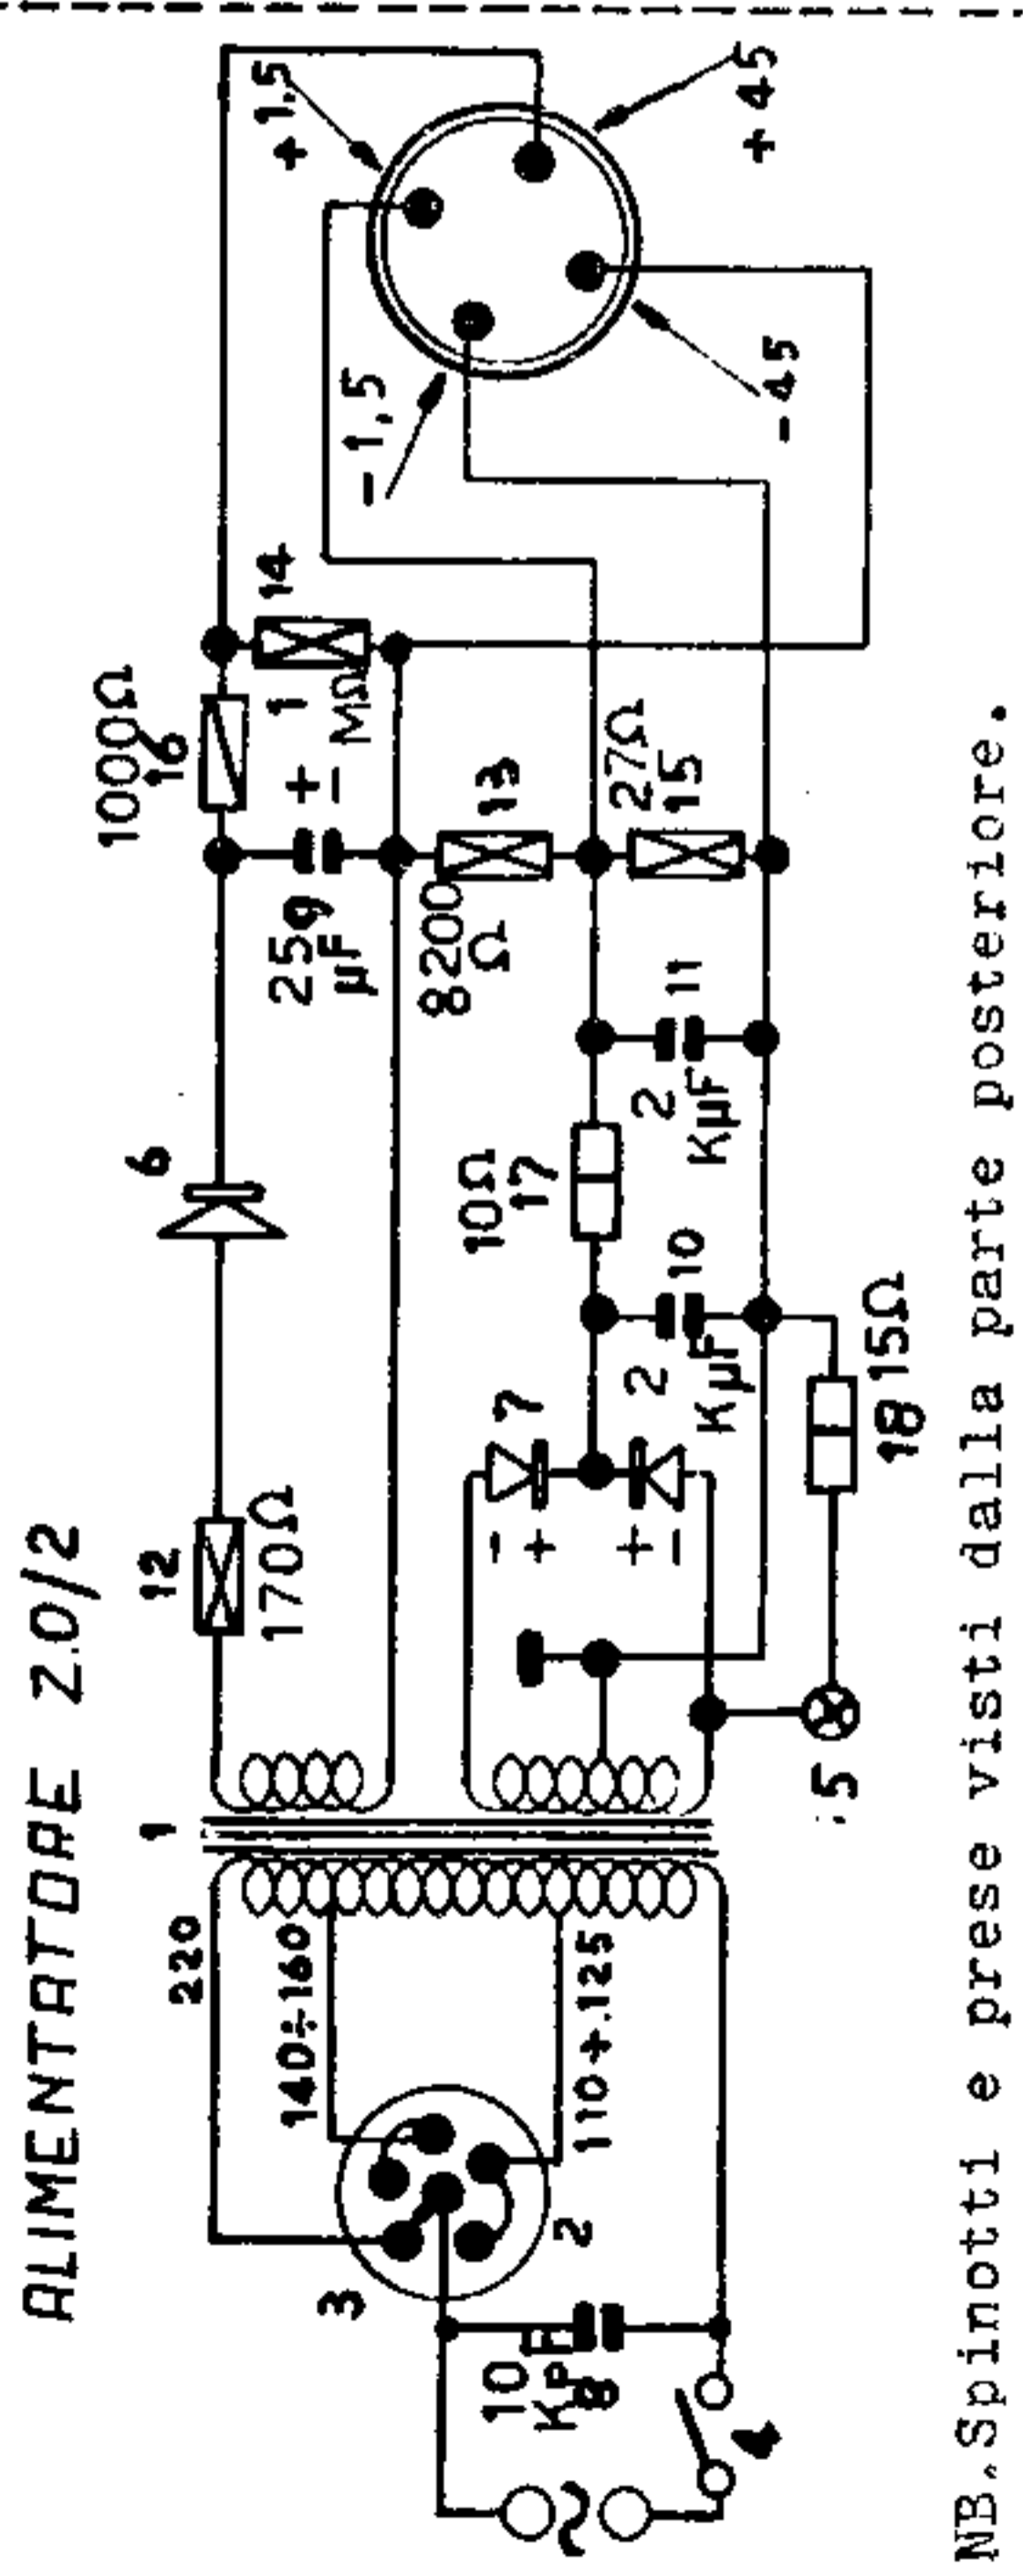 ALIMENTATORE 2.0/2
1
220
140÷160
110÷.125
3
2
10
KpF
8
4
12
170Ω
6
1000Ω
16
25
µF
9
+
-
1
MΩ
14
8200
Ω
13
27Ω
15
7
-
+
+
-
2
KµF
10
10Ω
17
2
KµF
11
5
18
15Ω
+1,5
-1,5
+45
-45
NB.Spinotti e prese visti dalla parte posteriore.